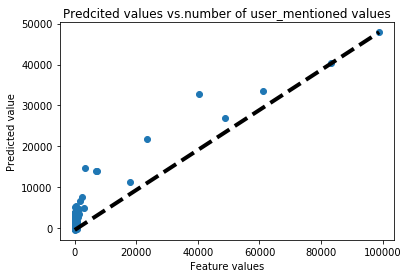 Predcited values vs.number of user_mentioned values
50000
40000
30000
20000
10000
0
Predicted value
0 20000 40000 60000 80000 100000
Feature values